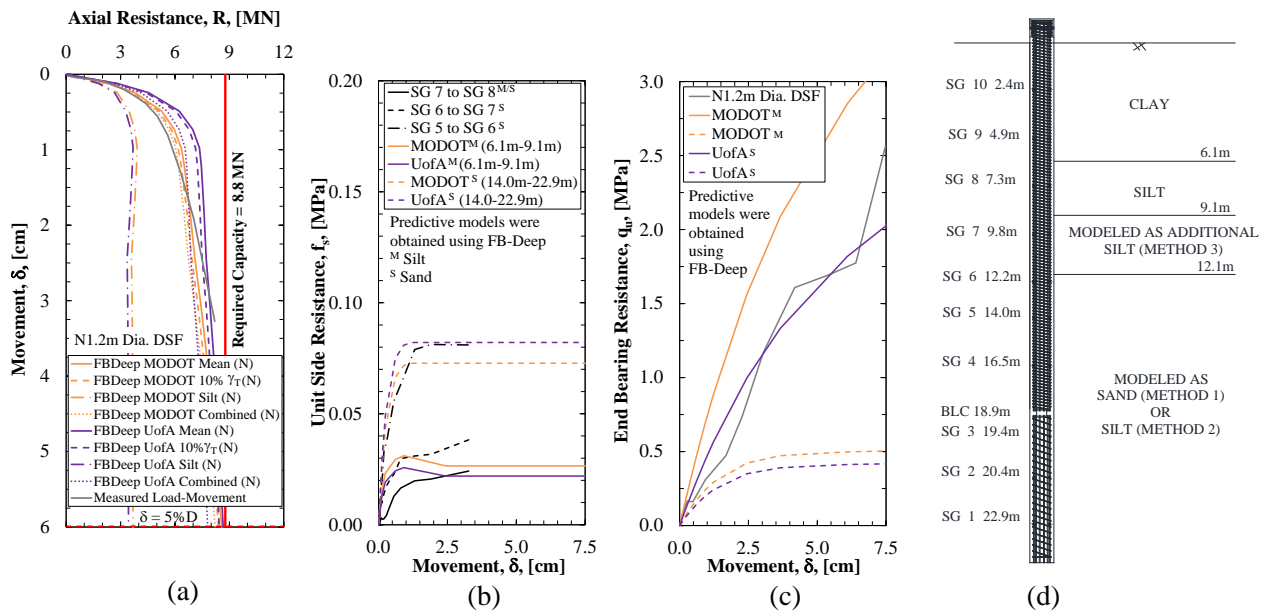 Axial Resistance, R, [MN]
0 3 6 9 12
0
1
2
3
4
5
6
Movement, δ, [cm]
Required Capacity = 8.8 MN
N1.2m Dia. DSF
FBDeep MODOT Mean (N)
FBDeep MODOT 10% γT(N)
FBDeep MODOT Silt (N)
FBDeep MODOT Combined (N)
FBDeep UofA Mean (N)
FBDeep UofA 10%γT(N)
FBDeep UofA Silt (N)
FBDeep UofA Combined (N)
Measured Load-Movement
δ = 5%D
(a)
0.20
0.15
0.10
0.05
0.00
Unit Side Resistance, fs, [MPa]
SG 7 to SG 8 M/S
SG 6 to SG 7 S
SG 5 to SG 6 S
MODOT M (6.1m-9.1m)
UofA M (6.1m-9.1m)
MODOT S (14.0m-22.9m)
UofA S (14.0-22.9m)
Predictive models were
obtained using FB-Deep
M Silt
S Sand
0.0 2.5 5.0 7.5
Movement, δ, [cm]
(b)
3.0
2.5
2.0
1.5
1.0
0.5
0.0
End Bearing Resistance, qm, [MPa]
N1.2m Dia. DSF
MODOT M
MODOT M
UofA S
UofA S
Predictive
models were
obtained
using
FB-Deep
0.0 2.5 5.0 7.5
Movement, δ, [cm]
(c)
SG 10 2.4m
CLAY
SG 9 4.9m
6.1m
SG 8 7.3m
SILT
9.1m
SG 7 9.8m
MODELED AS ADDITIONAL
SILT (METHOD 3)
12.1m
SG 6 12.2m
SG 5 14.0m
SG 4 16.5m
MODELED AS
SAND (METHOD 1)
OR
SILT (METHOD 2)
BLC 18.9m
SG 3 19.4m
SG 2 20.4m
SG 1 22.9m
(d)